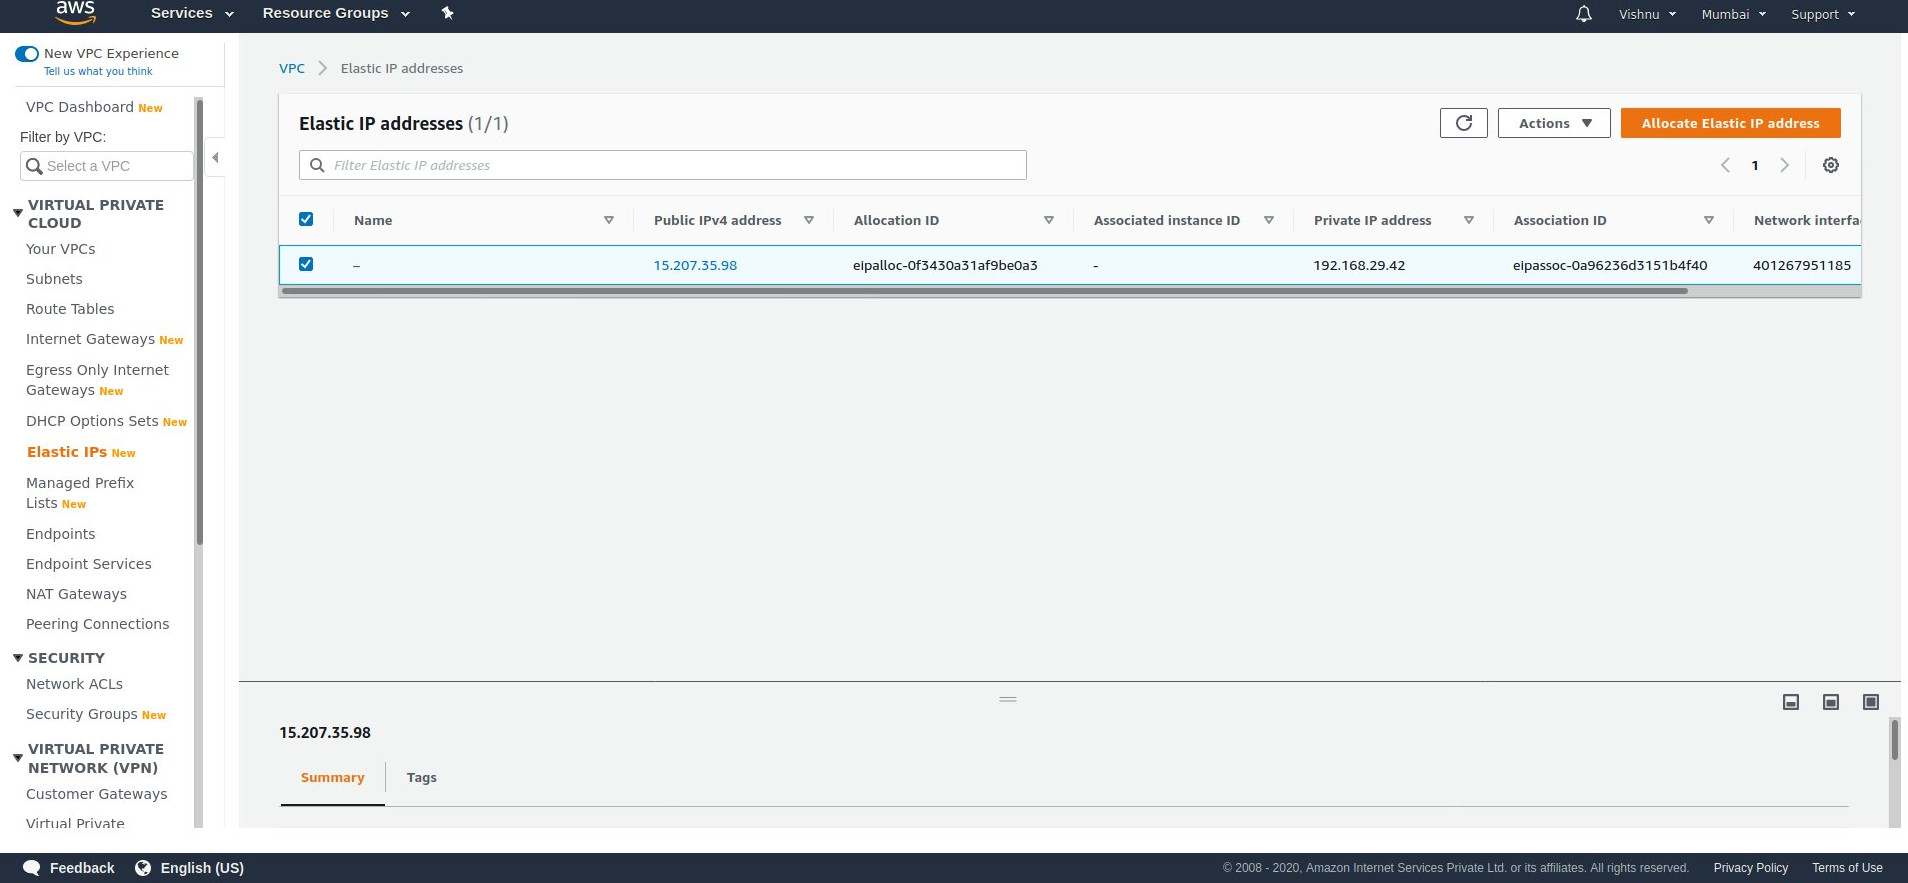 aws
Services
Resource Groups
Vishnu
Mumbai
Support
New VPC Experience
Tell us what you think
VPC Dashboard New
Filter by VPC:
Select a VPC
VIRTUAL PRIVATE
CLOUD
Your VPCs
Subnets
Route Tables
Internet Gateways New
Egress Only Internet
Gateways New
DHCP Options Sets New
Elastic IPs New
Managed Prefix
Lists New
Endpoints
Endpoint Services
NAT Gateways
Peering Connections
SECURITY
Network ACLs
Security Groups New
VIRTUAL PRIVATE
NETWORK (VPN)
Customer Gateways
Virtual Private
VPC
Elastic IP addresses
Elastic IP addresses (1/1)
Actions
Allocate Elastic IP address
Filter Elastic IP addresses
1
Name
Public IPv4 address
Allocation ID
Associated instance ID
Private IP address
Association ID
Network interfa
–
15.207.35.98
eipalloc-0f3430a31af9be0a3
-
192.168.29.42
eipassoc-0a96236d3151b4f40
401267951185
15.207.35.98
Summary
Tags
Feedback
English (US)
© 2008 - 2020, Amazon Internet Services Private Ltd. or its affiliates. All rights reserved.
Privacy Policy
Terms of Use